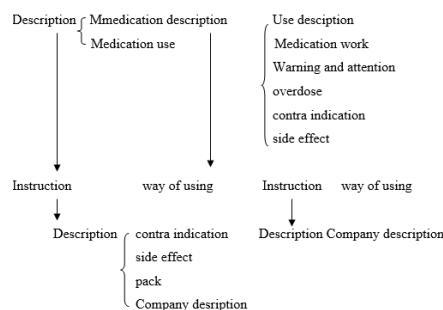 Description Mmedication description Use desciption
Medication use Medication work
Warning and attention
overdose
contra indication
side effect
Instruction way of using Instruction way of using
Description contra indication Description Company description
side effect
pack
Company desription